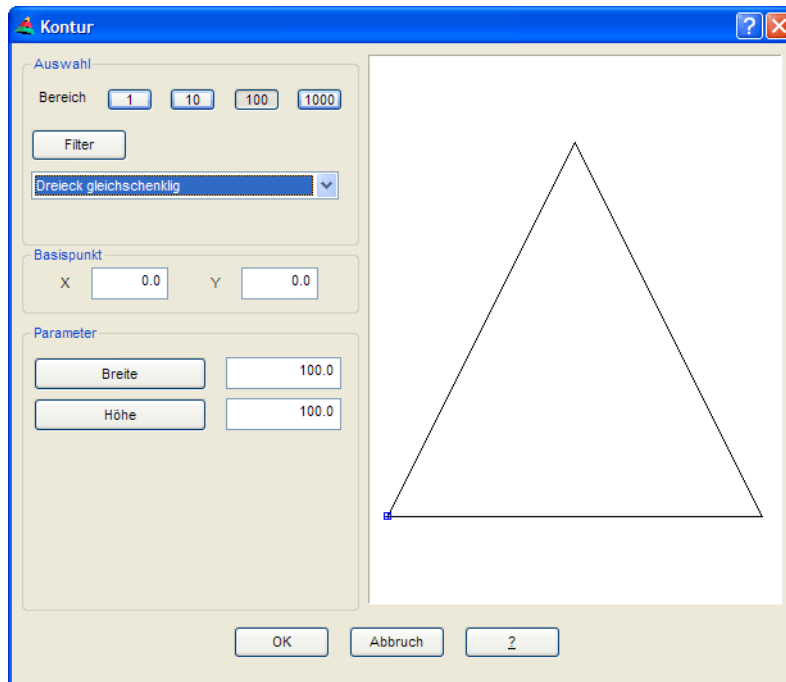 Kontur
Auswahl
Bereich 1 10 100 1000
Filter
Dreieck gleichschenklig
Basispunkt
X 0.0 Y 0.0
Parameter
Breite 100.0
Höhe 100.0
OK Abbruch ?